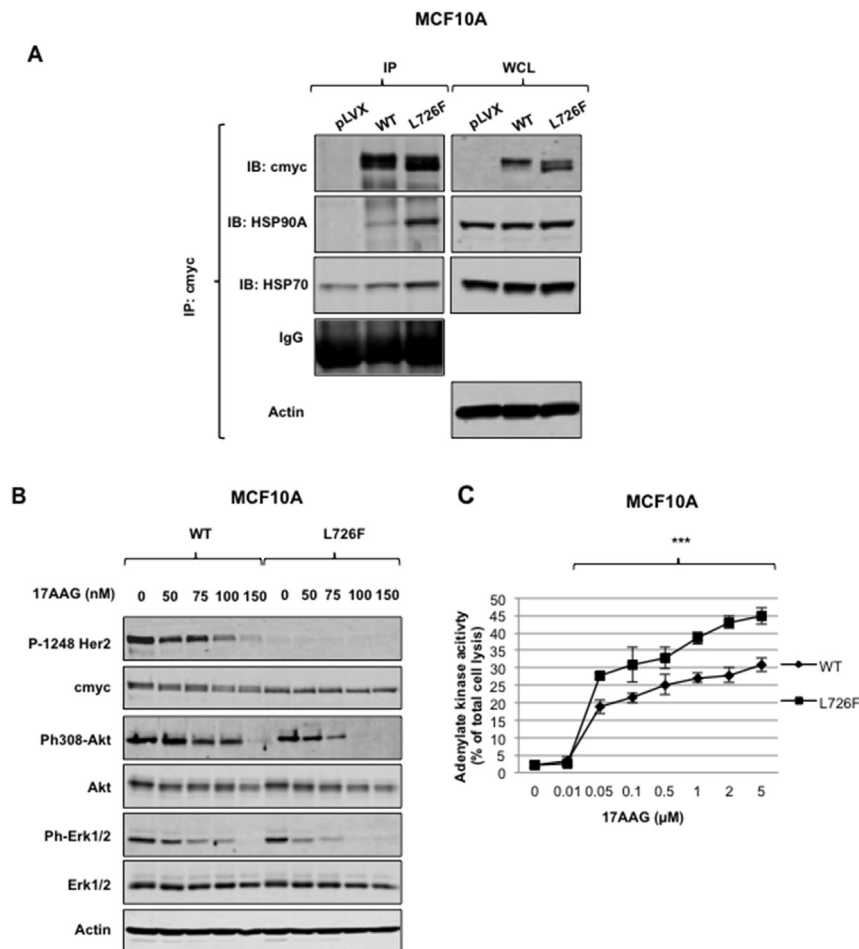 MCF10A
A
IP WCL
pLVX WT L726F pLVX WT L726F
IP: cmyc
IB: cmyc
IB: HSP90A
IB: HSP70
IgG
Actin
B
MCF10A
WT L726F
17AAG (nM) 0 50 75 100 150 0 50 75 100 150
P-1248 Her2
cmyc
Ph308-Akt
Akt
Ph-Erk1/2
Erk1/2
Actin
C
MCF10A
***
Adenylate kinase acitivty
(% of total cell lysis)
50
45
40
35
30
25
20
15
10
5
0
0 0.01 0.05 0.1 0.5 1 2 5
17AAG (µM)
WT
L726F